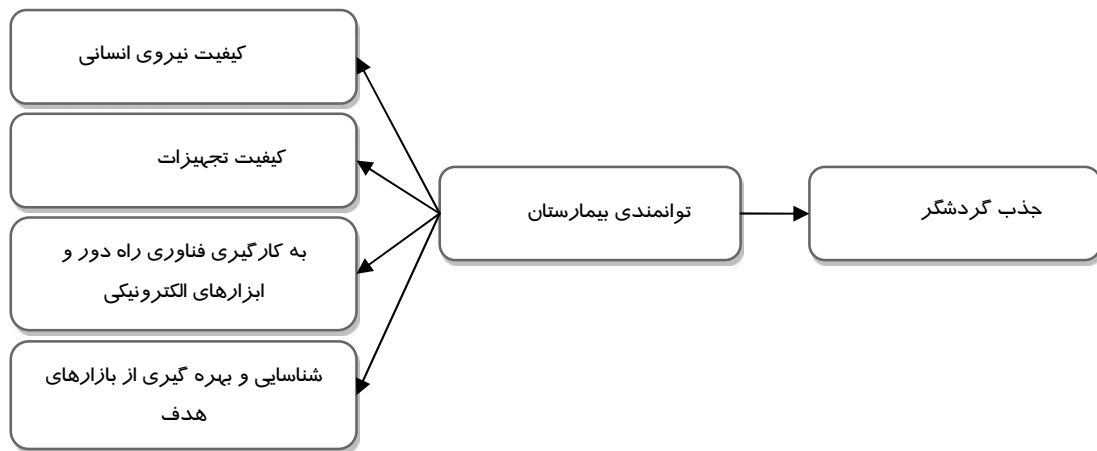 کیفیت نیروی انسانی
کیفیت تجهیزات
به کارگیری فناوری راه دور و
ابزارهای الکترونیکی
شناسایی و بهره گیری از بازارهای
هدف
توانمندی بیمارستان
جذب گردشگر